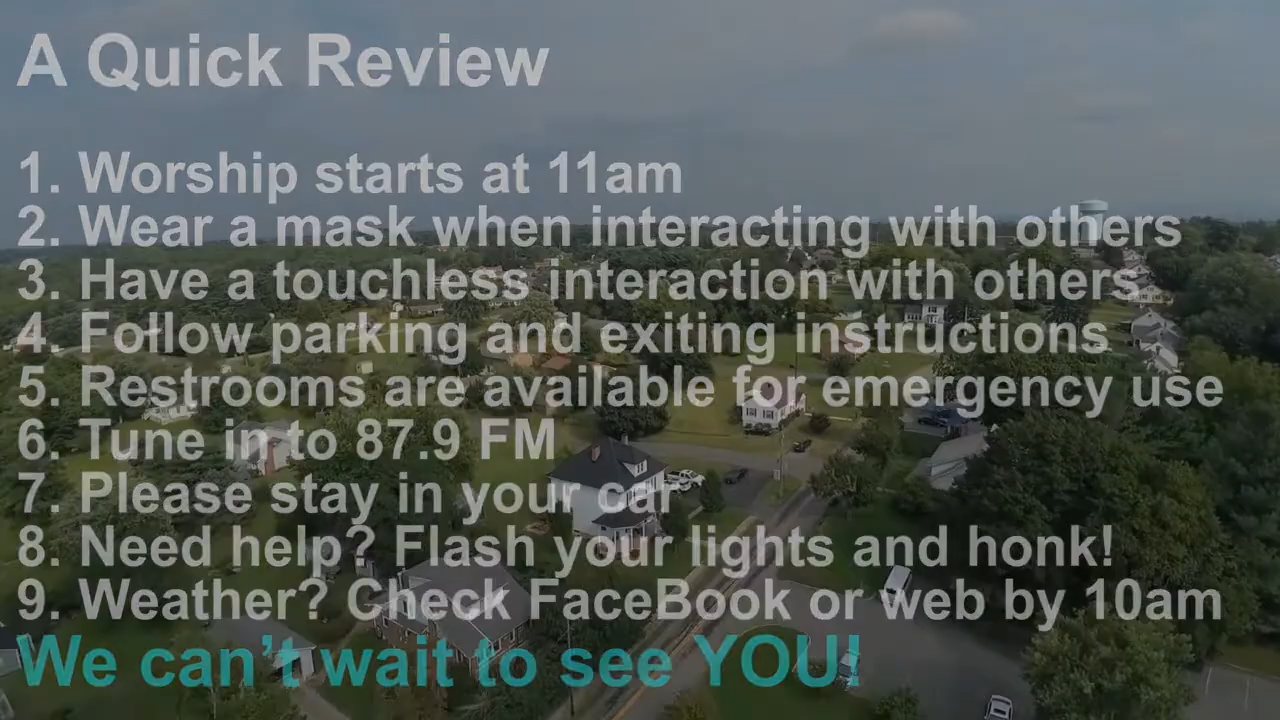 A Quick Review
1. Worship starts at 11am
2. Wear a mask when interacting with others
3. Have a touchless interaction with others
4. Follow parking and exiting instructions
5. Restrooms are available for emergency use
6. Tune in to 87.9 FM
7. Please stay in your car
8. Need help? Flash your lights and honk!
9. Weather? Check FaceBook or web by 10am
We can't wait to see YOU!